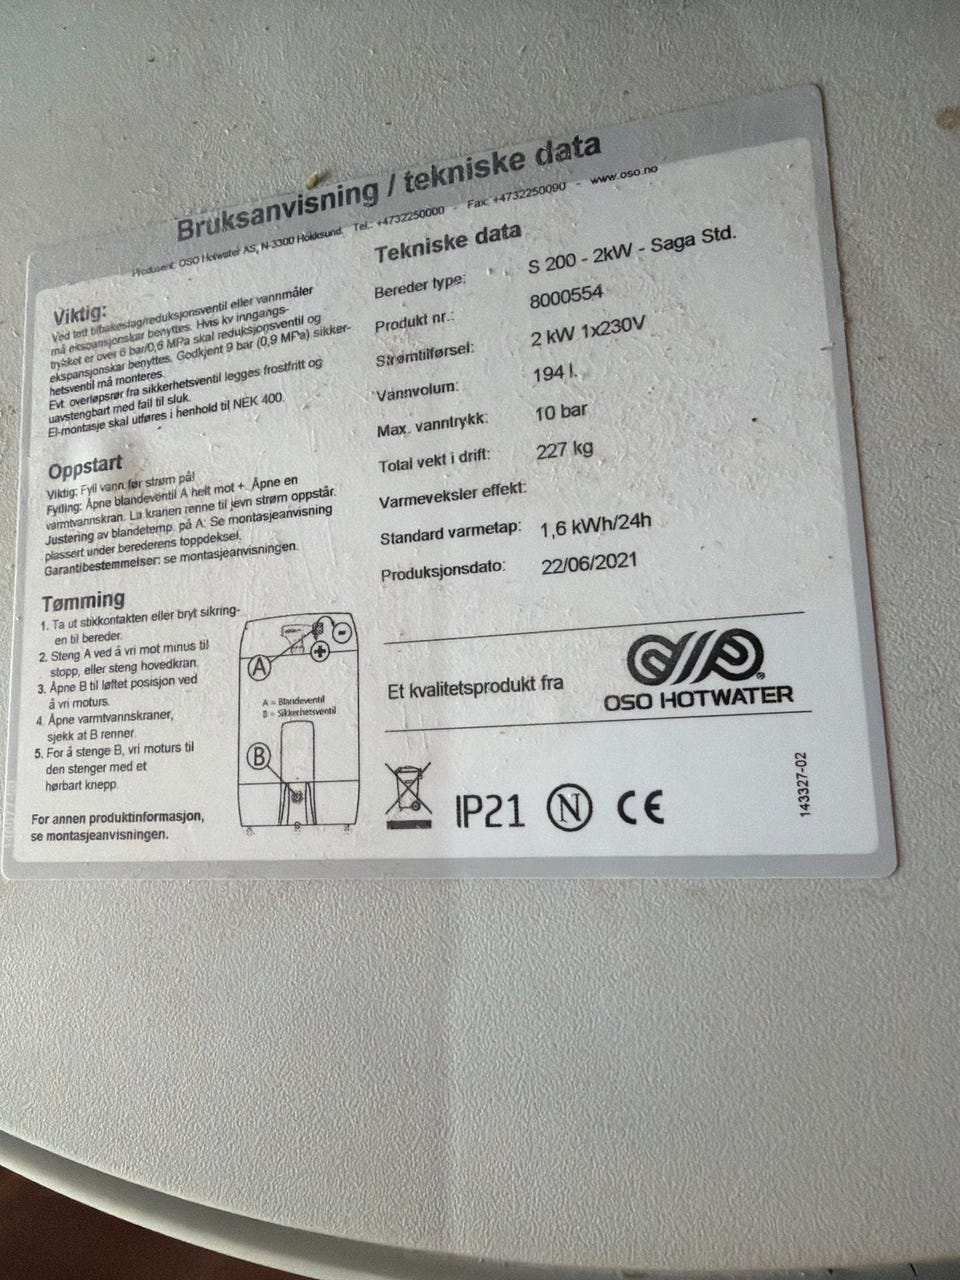 Bruksanvisning / tekniske data
Produsent: OSO Hotwater AS, N-3300 Hokksund. Tel.: +4732250000 - Fax: +4732250090 - www.oso.no
Viktig:
Ved tett tilbakeslag/reduksjonsventil eller vannmåler
må ekspansjonskar benyttes. Hvis kv inngangs-
trykket er over 6 bar/0,6 MPa skal reduksjonsventil og
ekspansjonskar benyttes. Godkjent 9 bar (0,9 MPa) sikker-
hetsventil må monteres.
Evt. overløpsrør fra sikkerhetsventil legges frostfritt og
uavstengbart med fall til sluk.
El-montasje skal utføres i henhold til NEK 400.
Oppstart
Viktig: Fyll vann før strøm på!
Fylling: Åpne blandeventil A helt mot +. Åpne en
varmtvannskran. La kranen renne til jevn strøm oppstår.
Justering av blandetemp. på A: Se montasjeanvisning
plassert under berederens toppdeksel.
Garantibestemmelser: se montasjeanvisningen.
Tømming
1. Ta ut stikkontakten eller bryt sikring-
en til bereder.
2. Steng A ved å vri mot minus til
stopp, eller steng hovedkran.
3. Åpne B til løftet posisjon ved
å vri moturs.
4. Åpne varmtvannskraner,
sjekk at B renner.
5. For å stenge B, vri moturs til
den stenger med et
hørbart knepp.
For annen produktinformasjon,
se montasjeanvisningen.
A
- +
A = Blandeventil
B = Sikkerhetsventil
B
Tekniske data
Bereder type: S 200 - 2kW - Saga Std.
Produkt nr.: 8000554
Strømtilførsel: 2 kW 1x230V
Vannvolum: 194 l.
Max. vanntrykk: 10 bar
Total vekt i drift: 227 kg
Varmeveksler effekt:
Standard varmetap: 1,6 kWh/24h
Produksjonsdato: 22/06/2021
Et kvalitetsprodukt fra
OSO HOTWATER
IP21 N CE
143327-02